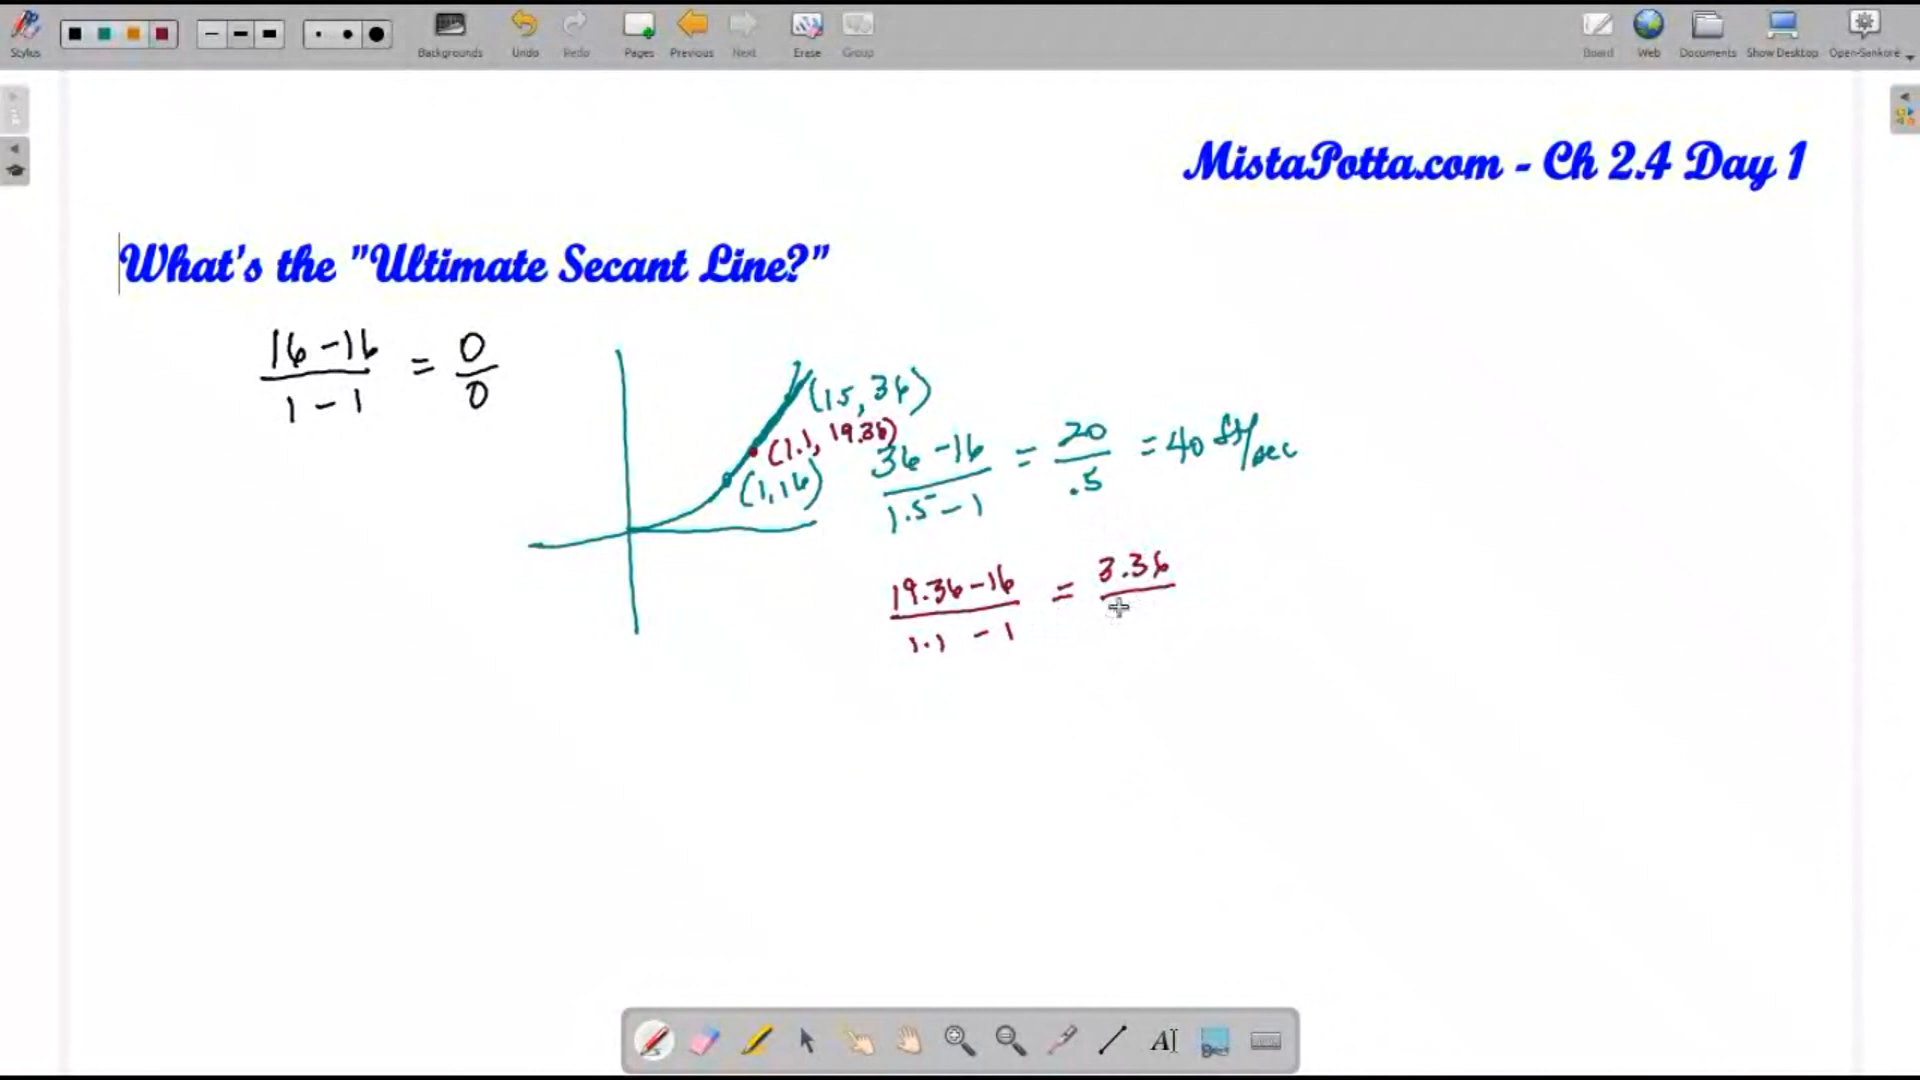 Stylus
Backgrounds
Undo
Redo
Pages
Previous
Next
Erase
Group
Board
Web
Documents
Show Desktop
Open-Sankore
MistaPotta.com - Ch 2.4 Day 1
What's the "Ultimate Secant Line?"
16 - 16
1 - 1
= 0/0
(1.5, 36)
(1.1, 19.36)
(1, 16)
36 - 16
1.5 - 1
= 20/.5 = 40 ft/sec
19.36 - 16
1.1 - 1
= 3.36
AI